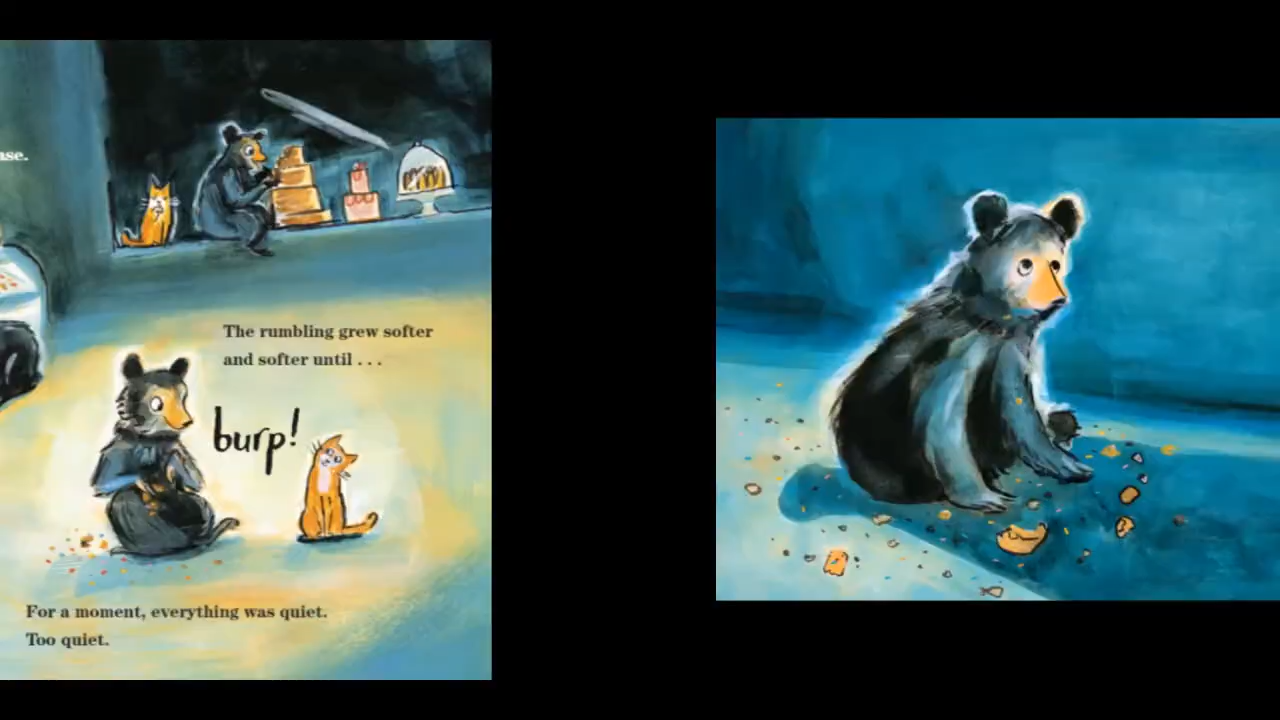 The rumbling grew softer
and softer until . . .
burp!
For a moment, everything was quiet.
Too quiet.